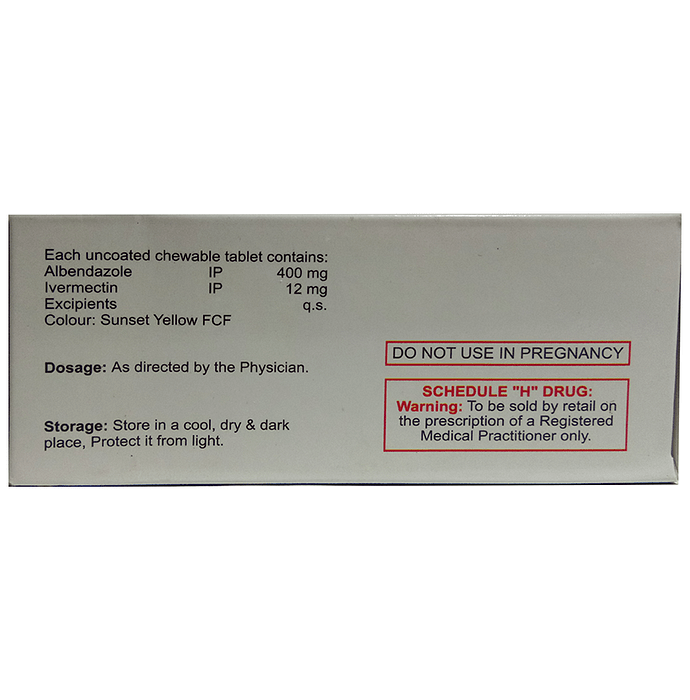 Each uncoated chewable tablet contains:
Albendazole IP 400 mg
Ivermectin IP 12 mg
Excipients q.s.
Colour: Sunset Yellow FCF
Dosage: As directed by the Physician.
Storage: Store in a cool, dry & dark
place, Protect it from light.
DO NOT USE IN PREGNANCY
SCHEDULE "H" DRUG:
Warning: To be sold by retail on
the prescription of a Registered
Medical Practitioner only.